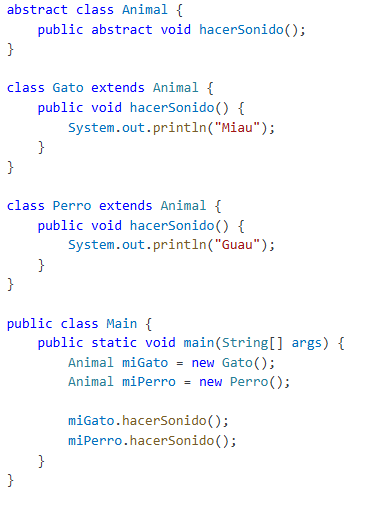 abstract class Animal {
    public abstract void hacerSonido();
}

class Gato extends Animal {
    public void hacerSonido() {
        System.out.println("Miau");
    }
}

class Perro extends Animal {
    public void hacerSonido() {
        System.out.println("Guau");
    }
}

public class Main {
    public static void main(String[] args) {
        Animal miGato = new Gato();
        Animal miPerro = new Perro();

        miGato.hacerSonido();
        miPerro.hacerSonido();
    }
}